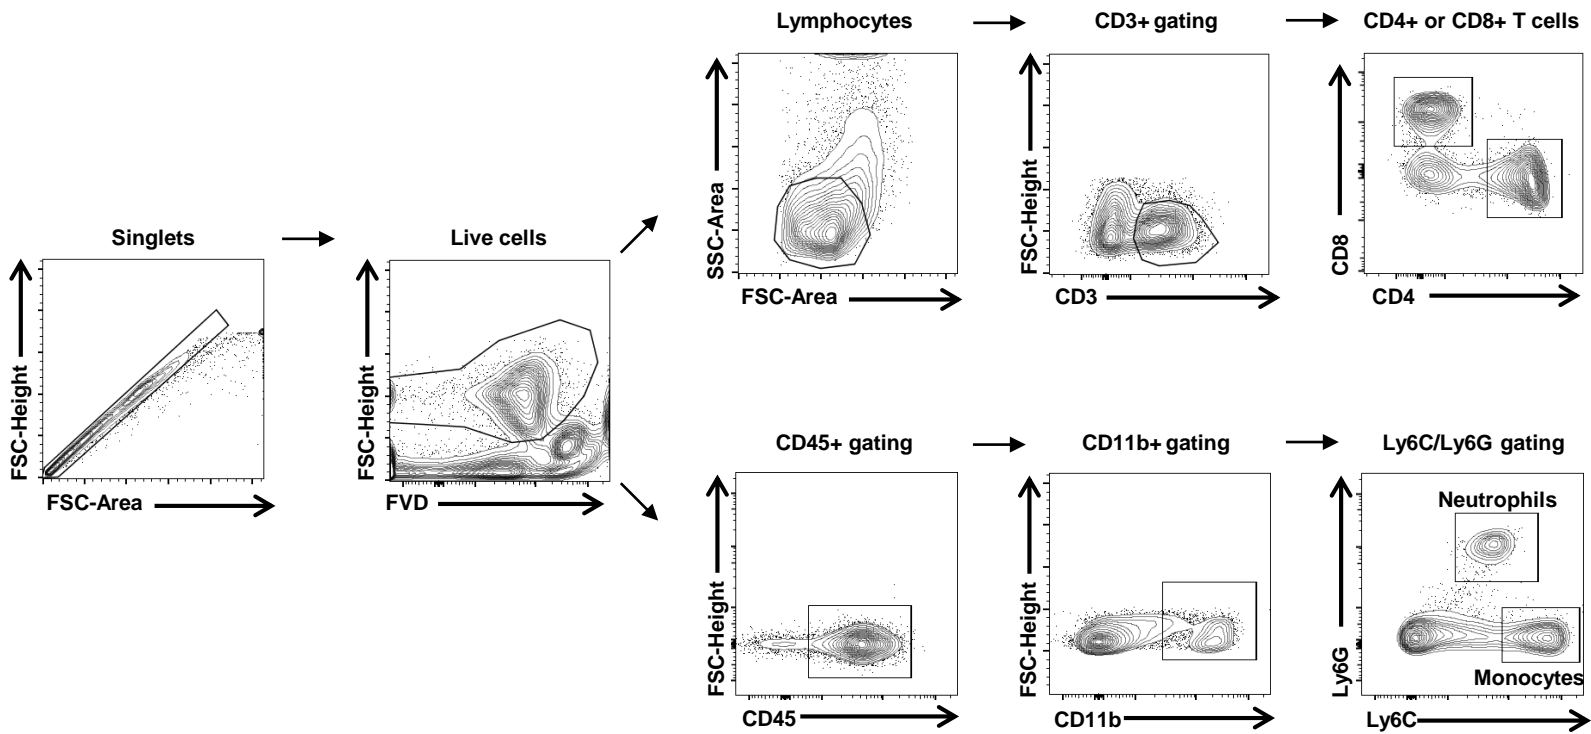 Lymphocytes
CD3+ gating
CD4+ or CD8+ T cells
SSC-Area
FSC-Area
FSC-Height
CD3
CD8
CD4
Singlets
Live cells
FSC-Height
FSC-Area
FSC-Height
FVD
CD45+ gating
CD11b+ gating
Ly6C/Ly6G gating
FSC-Height
CD45
FSC-Height
CD11b
Neutrophils
Monocytes
Ly6G
Ly6C